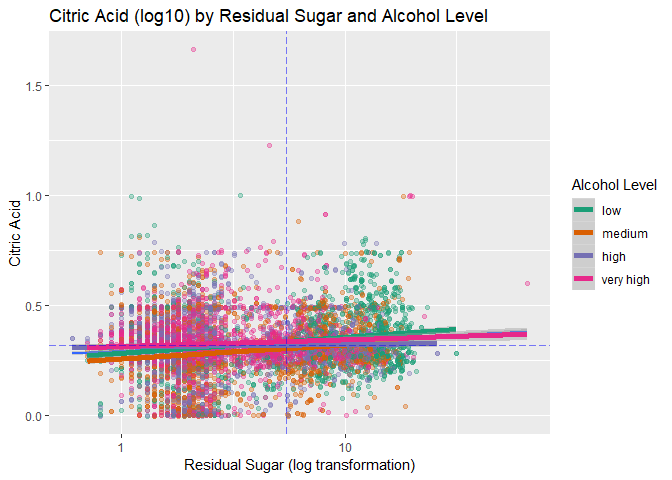 Citric Acid (log10) by Residual Sugar and Alcohol Level
1.5
1.0
0.5
0.0
Citric Acid
1
10
Residual Sugar (log transformation)
Alcohol Level
low
medium
high
very high